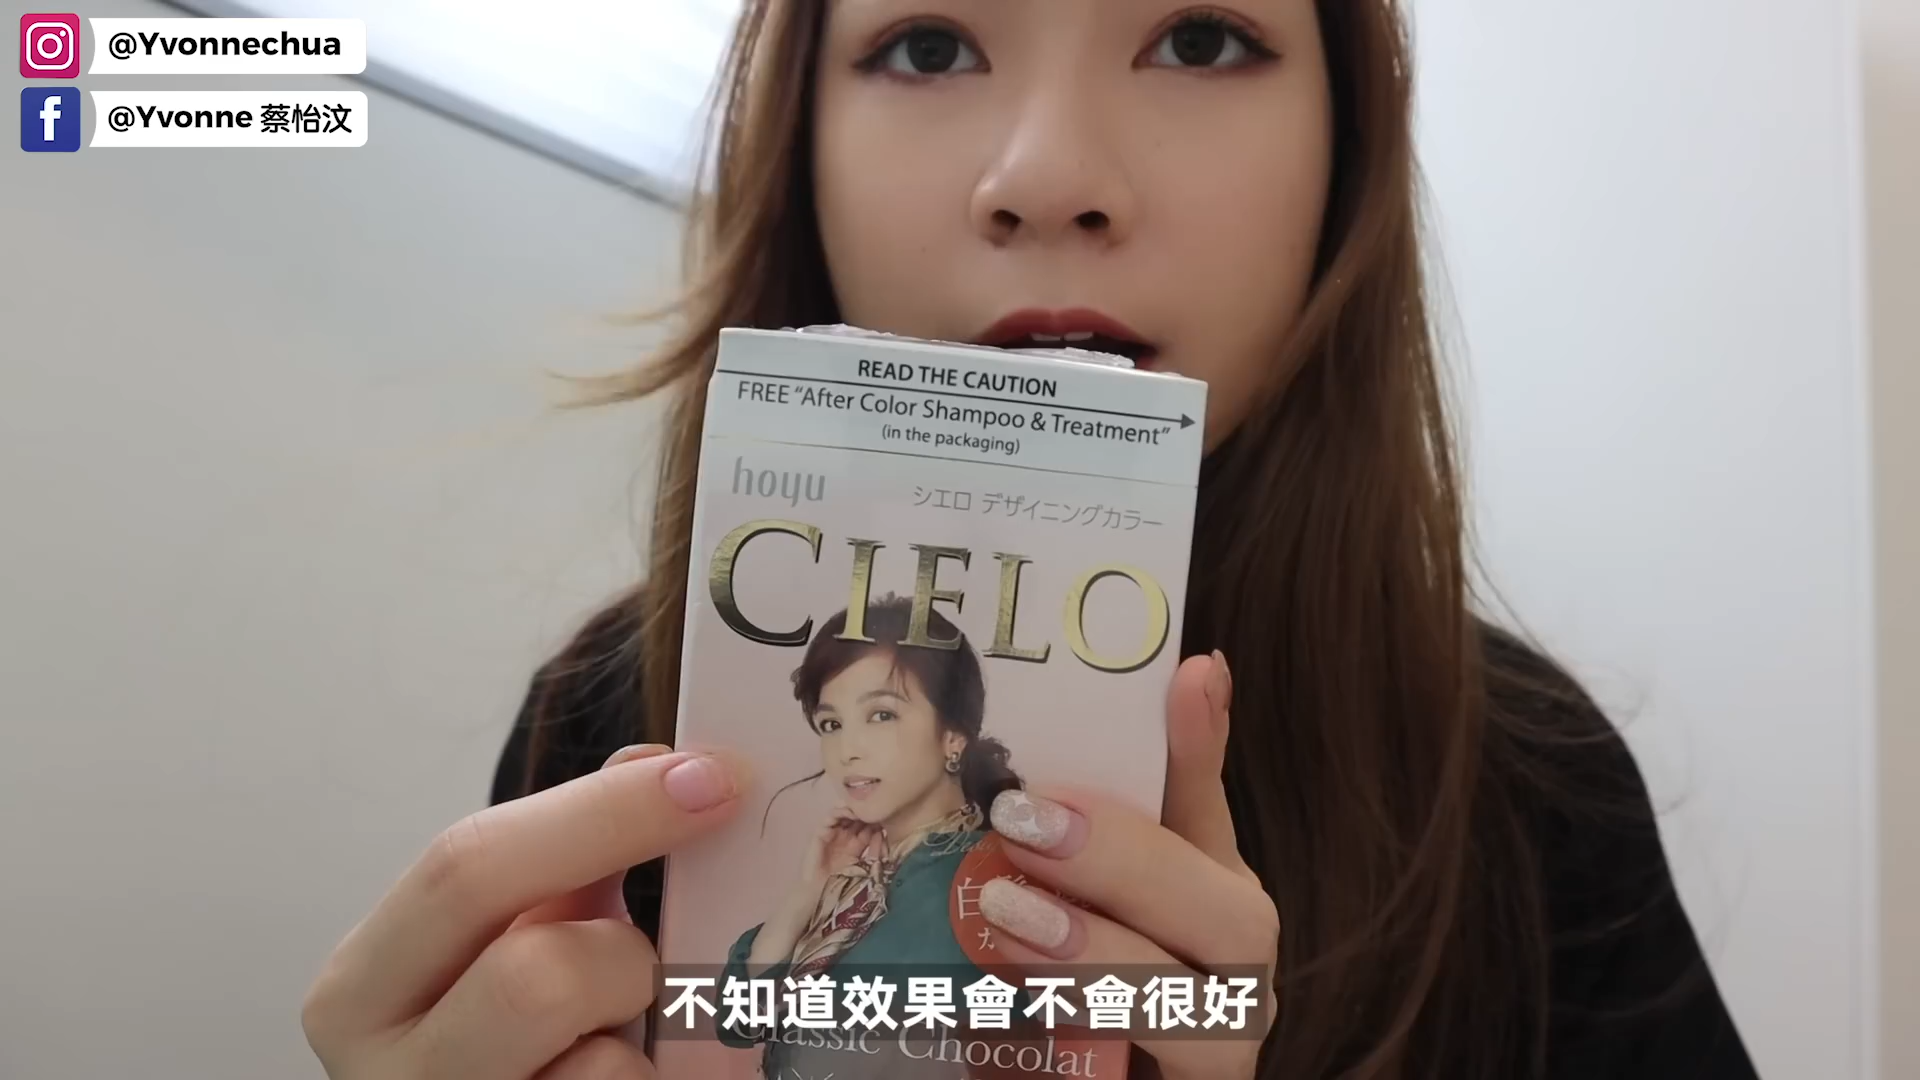 @Yvonnechua
@Yvonne 蔡怡汶
READ THE CAUTION
FREE “After Color Shampoo & Treatment”
(in the packaging)
hoyu
シエロ デザイニングカラー
CIELO
白
カ
不知道效果會不會很好
Classic Chocolat